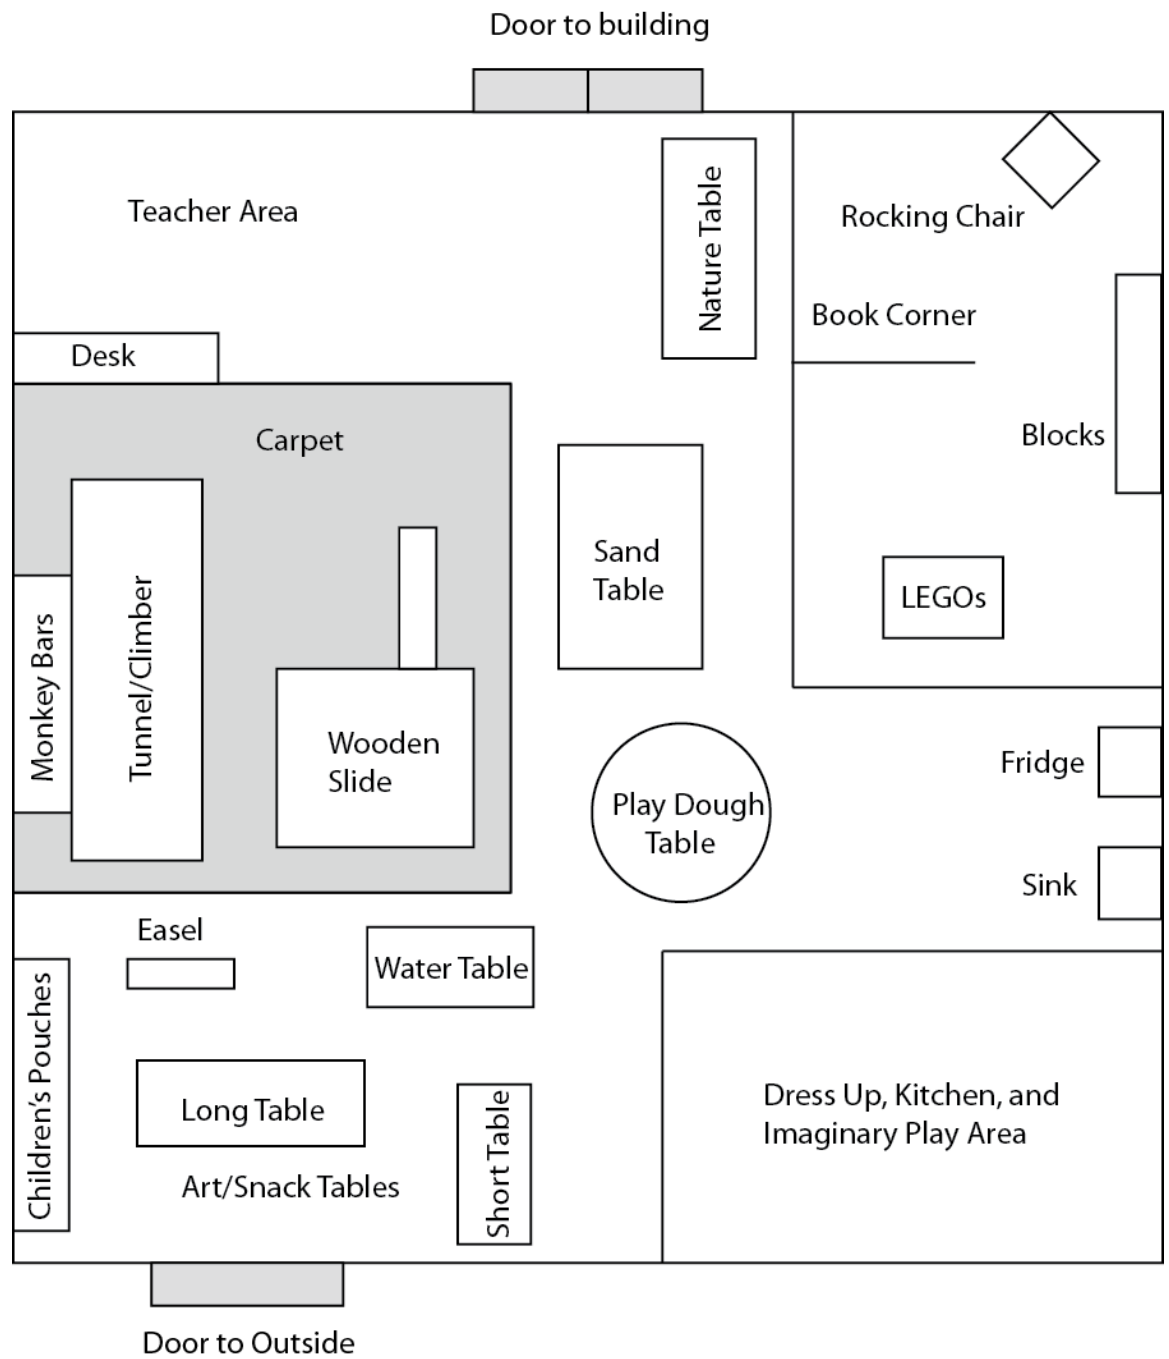 Door to building
Teacher Area
Nature Table
Rocking Chair
Book Corner
Desk
Carpet
Blocks
Sand
Table
LEGOs
Monkey Bars
Tunnel/Climber
Wooden
Slide
Fridge
Play Dough
Table
Sink
Easel
Water Table
Children’s Pouches
Long Table
Short Table
Art/Snack Tables
Dress Up, Kitchen, and
Imaginary Play Area
Door to Outside